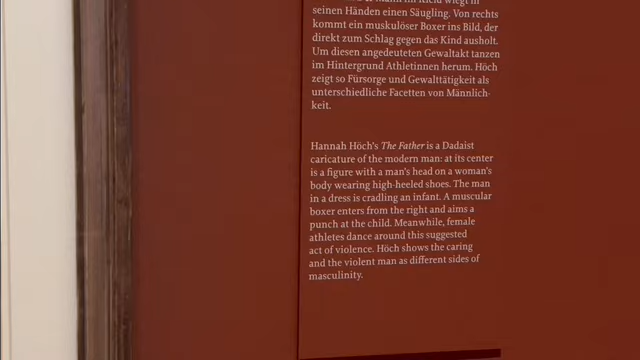 seinen Händen einen Säugling. Von rechts
kommt ein muskulöser Boxer ins Bild, der
direkt zum Schlag gegen das Kind ausholt.
Um diesen angedeuteten Gewaltakt tanzen
im Hintergrund Athletinnen herum. Höch
zeigt so Fürsorge und Gewalttätigkeit als
unterschiedliche Facetten von Männlich-
keit.
Hannah Höch's The Father is a Dadaist
caricature of the modern man: at its center
is a figure with a man's head on a woman's
body wearing high-heeled shoes. The man
in a dress is cradling an infant. A muscular
boxer enters from the right and aims a
punch at the child. Meanwhile, female
athletes dance around this suggested
act of violence. Höch shows the caring
and the violent man as different sides of
masculinity.